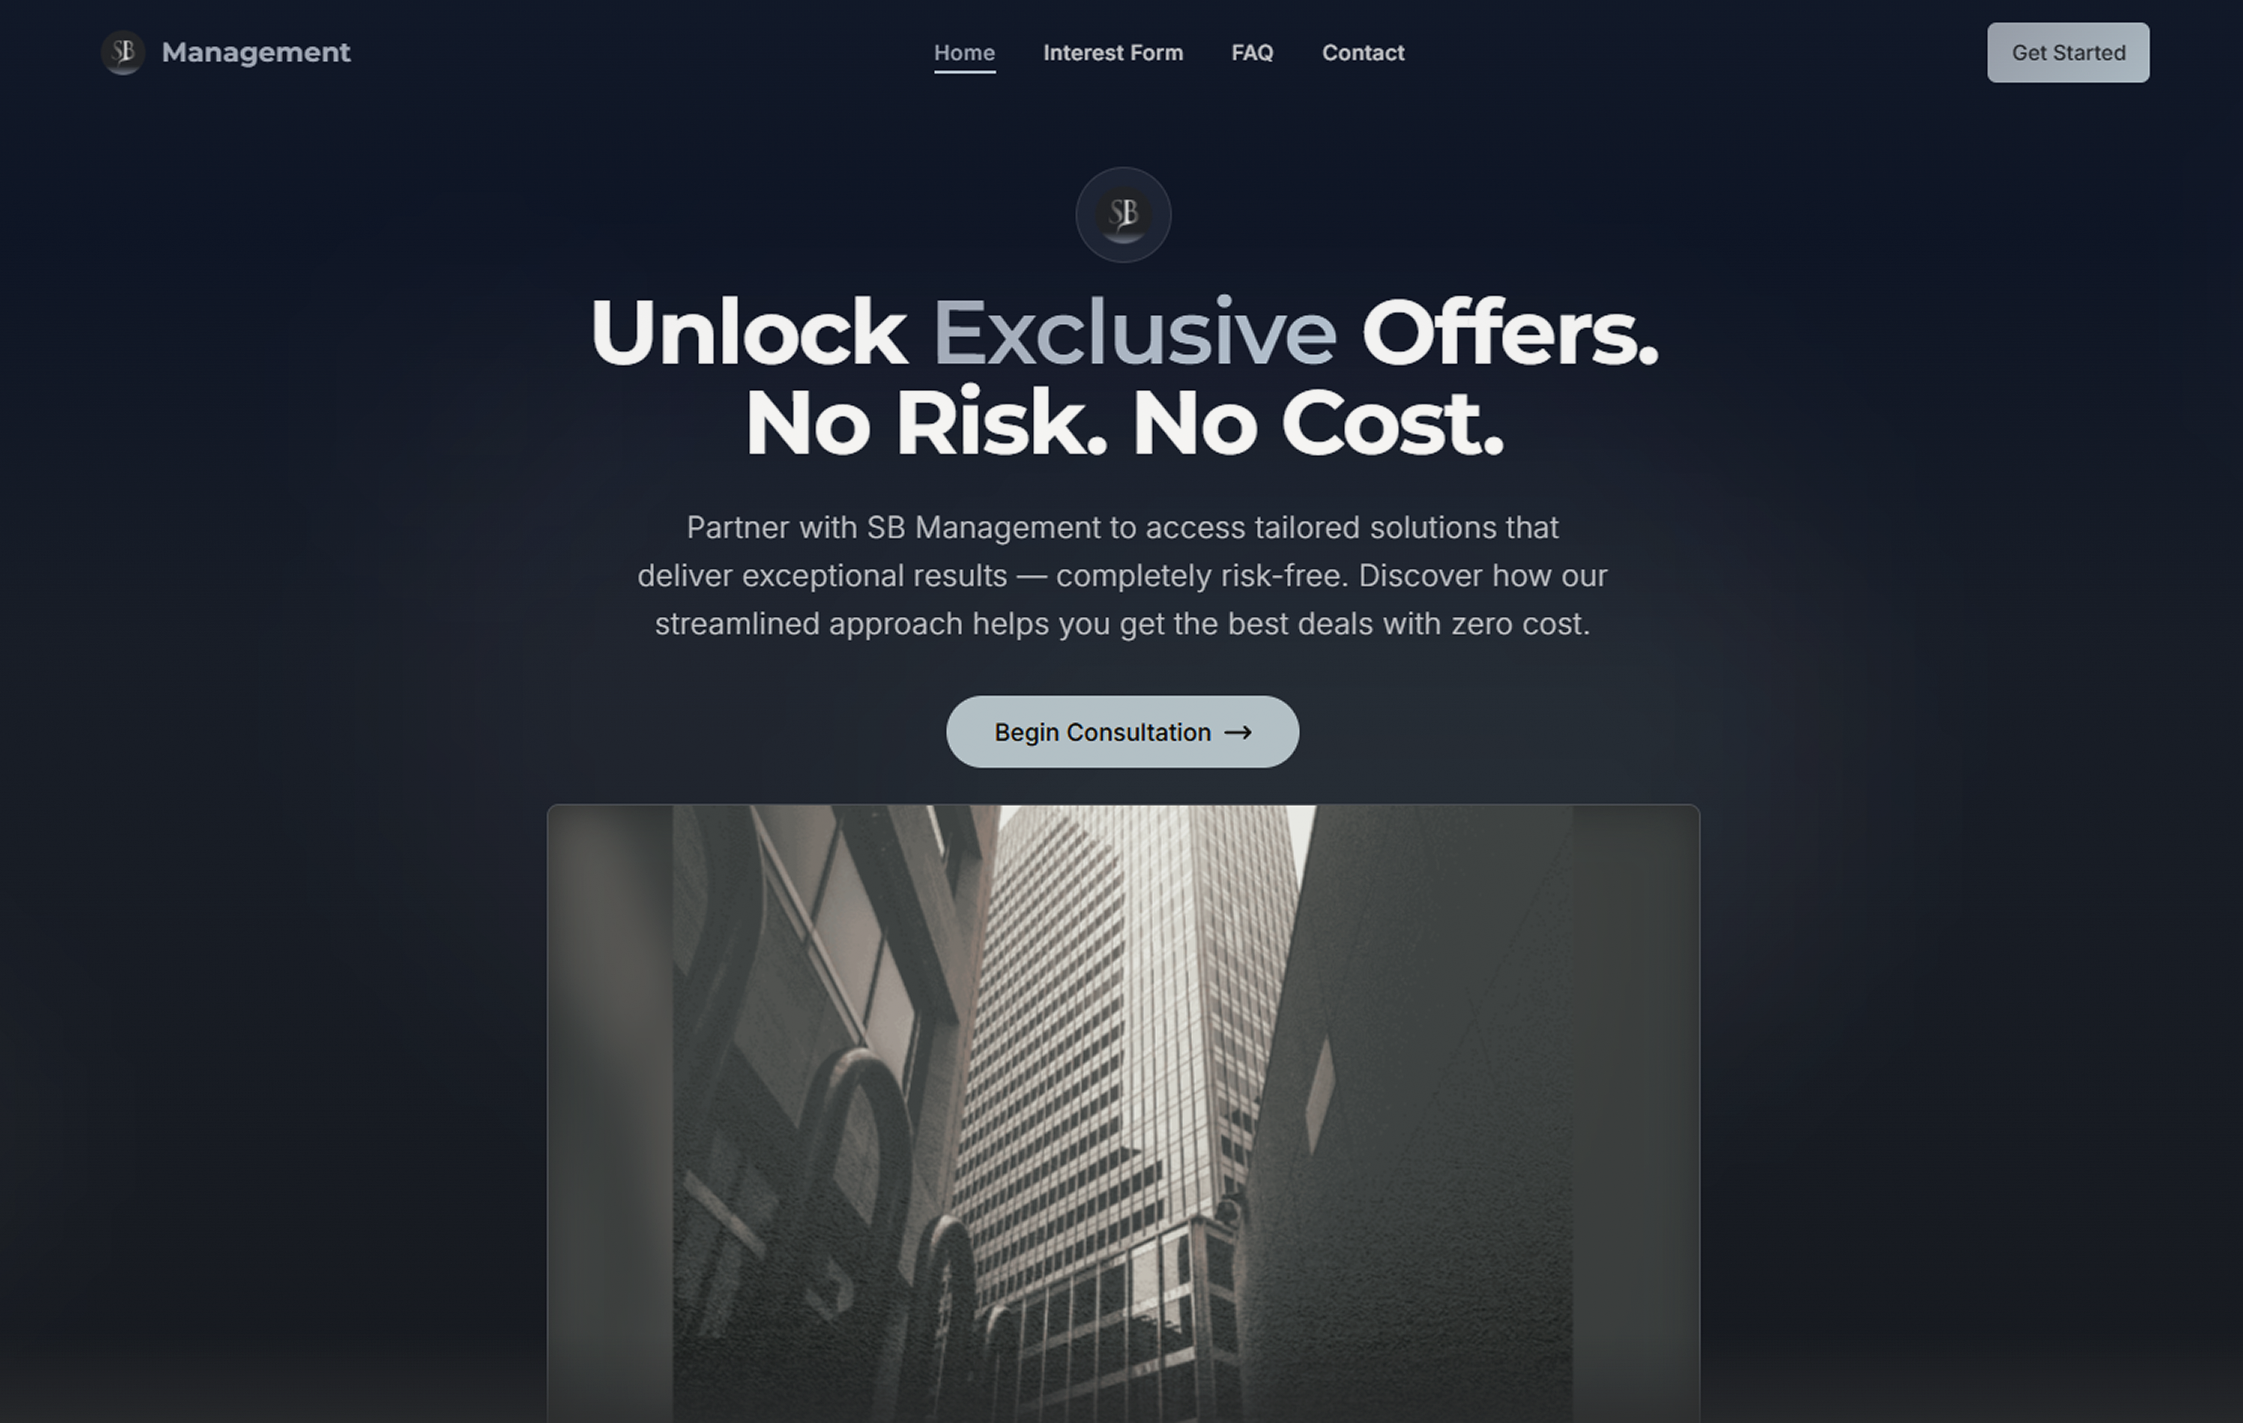 SB Management
Home
Interest Form
FAQ
Contact
Get Started
SB
Unlock Exclusive Offers.
No Risk. No Cost.
Partner with SB Management to access tailored solutions that
deliver exceptional results — completely risk-free. Discover how our
streamlined approach helps you get the best deals with zero cost.
Begin Consultation →